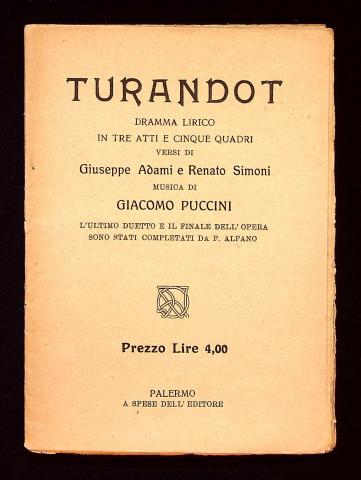 TURANDOT
DRAMMA LIRICO
IN TRE ATTI E CINQUE QUADRI
VERSI DI
Giuseppe Adami e Renato Simoni
MUSICA DI
GIACOMO PUCCINI
L'ULTIMO DUETTO E IL FINALE DELL'OPERA
SONO STATI COMPLETATI DA F. ALFANO
Prezzo Lire 4,00
PALERMO
A SPESE DELL'EDITORE